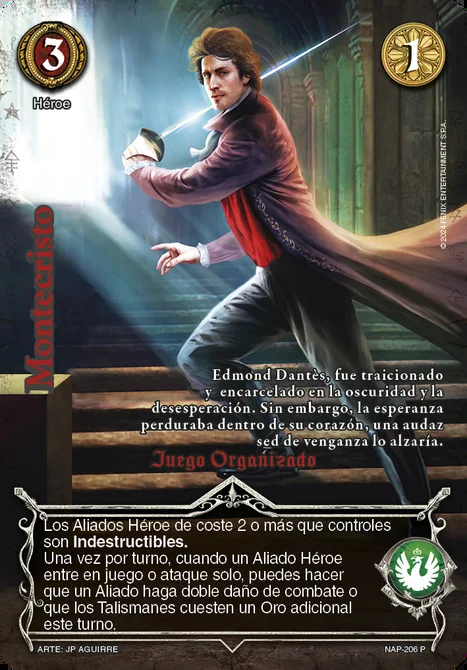 3
Héroe
1
© 2024 FENIX ENTERTAINMENT S.R.A.
Montecristo
Edmond Dantès, fue traicionado
y encarcelado en la oscuridad y la
desesperación. Sin embargo, la esperanza
perduraba dentro de su corazón, una audaz
sed de venganza lo alzaría.
Juego Organizado
Los Aliados Héroe de coste 2 o más que controles
son Indestructibles.
Una vez por turno, cuando un Aliado Héroe
entre en juego o ataque solo, puedes hacer
que un Aliado haga doble daño de combate o
que los Talismanes cuesten un Oro adicional
este turno.
ARTE: JP AGUIRRE
NAP-206 P